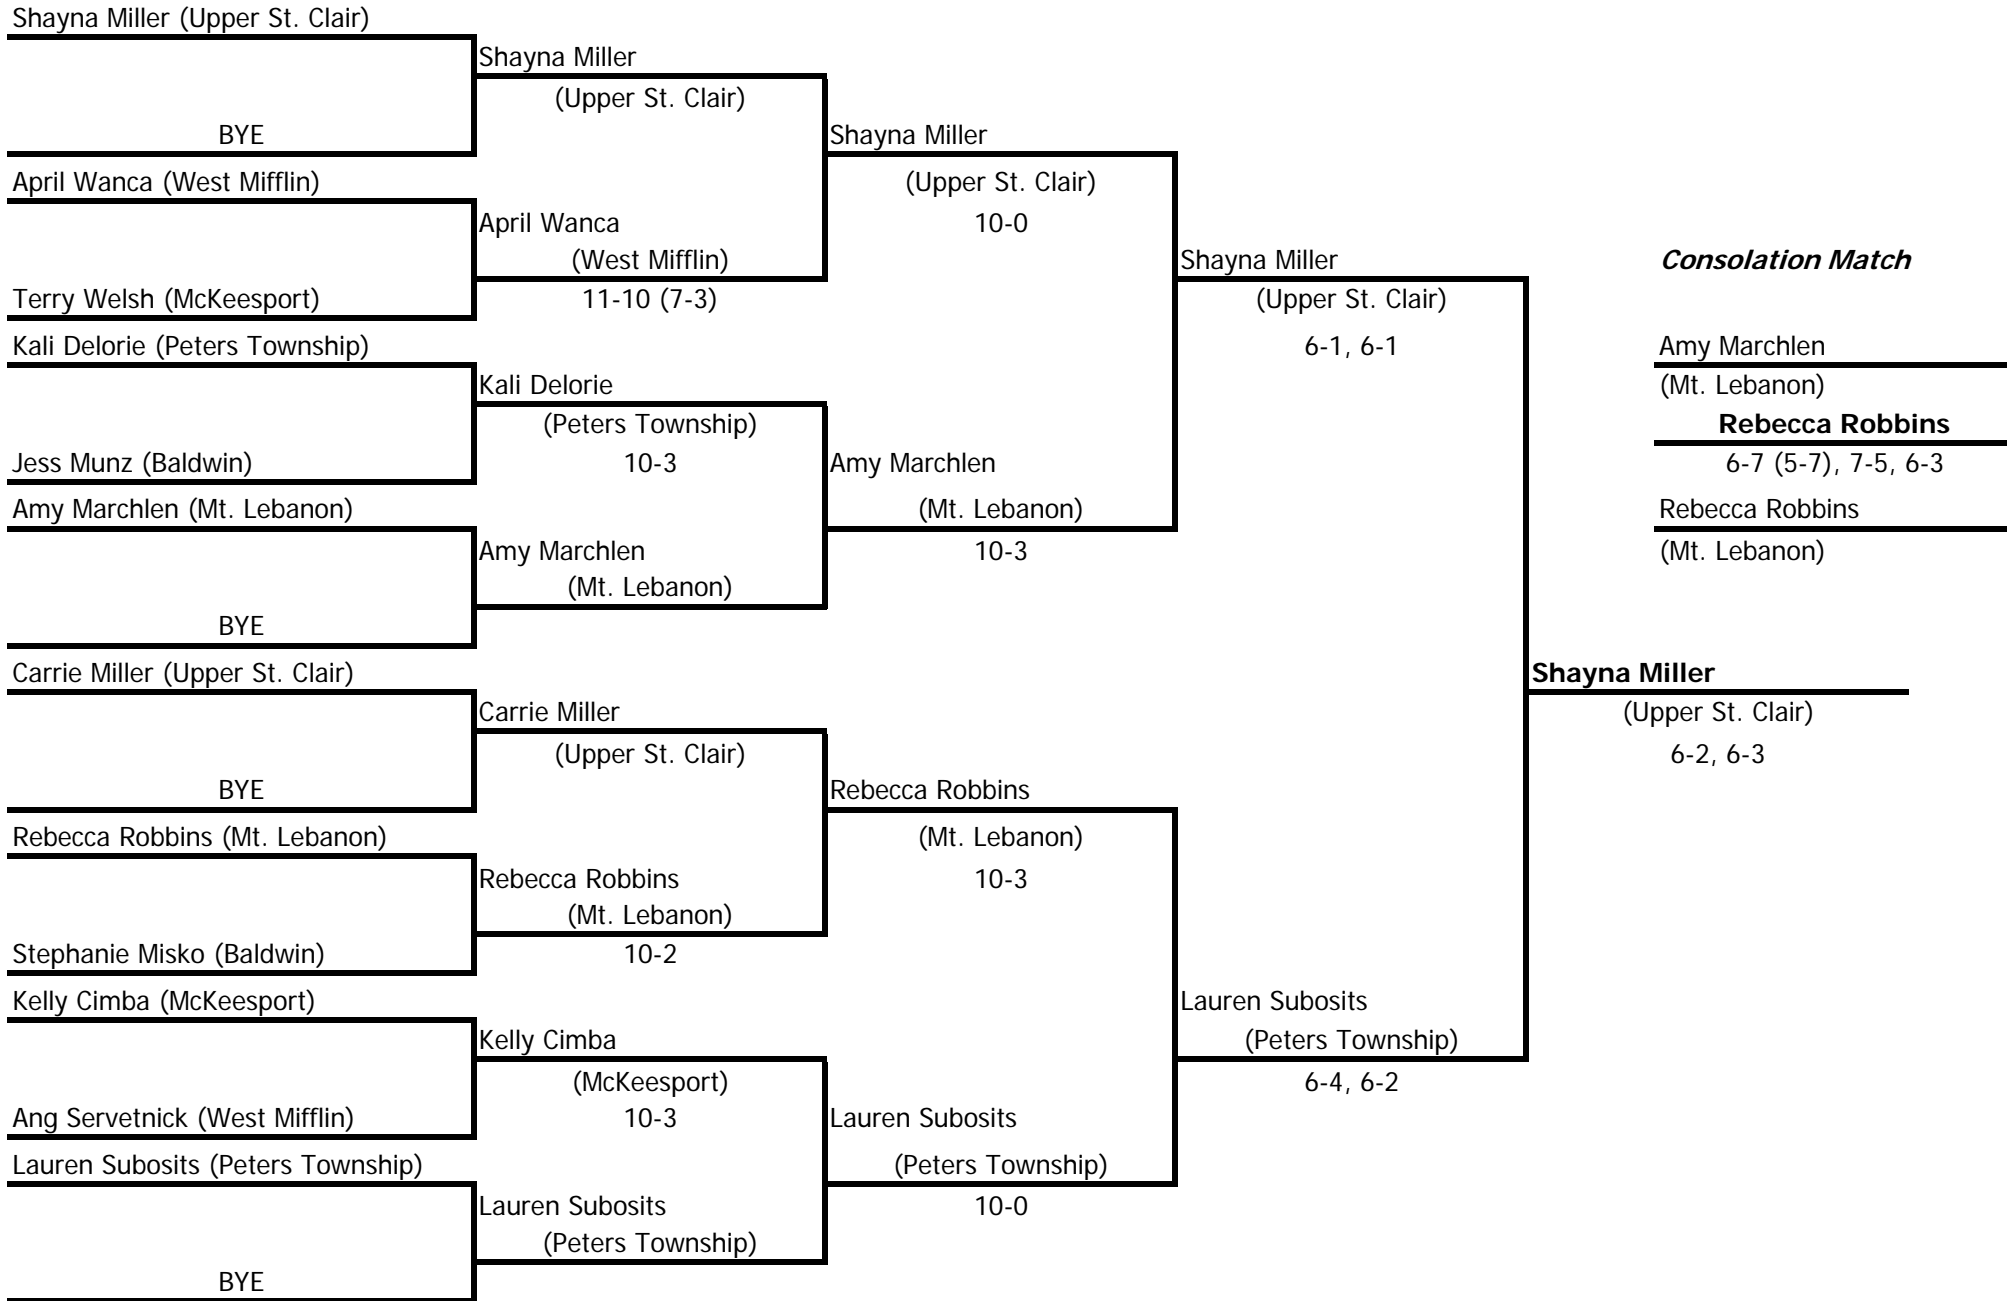 Shayna Miller (Upper St. Clair)
Shayna Miller
(Upper St. Clair)
BYE
Shayna Miller
April Wanca (West Mifflin)
(Upper St. Clair)
April Wanca
10-0
(West Mifflin)
Shayna Miller
Consolation Match
Terry Welsh (McKeesport)
11-10 (7-3)
(Upper St. Clair)
Kali Delorie (Peters Township)
6-1, 6-1
Amy Marchlen
Kali Delorie
(Mt. Lebanon)
(Peters Township)
Rebecca Robbins
Jess Munz (Baldwin)
10-3
Amy Marchlen
6-7 (5-7), 7-5, 6-3
Amy Marchlen (Mt. Lebanon)
(Mt. Lebanon)
Rebecca Robbins
Amy Marchlen
10-3
(Mt. Lebanon)
(Mt. Lebanon)
BYE
Carrie Miller (Upper St. Clair)
Shayna Miller
Carrie Miller
(Upper St. Clair)
(Upper St. Clair)
6-2, 6-3
BYE
Rebecca Robbins
Rebecca Robbins (Mt. Lebanon)
(Mt. Lebanon)
Rebecca Robbins
10-3
(Mt. Lebanon)
Stephanie Misko (Baldwin)
10-2
Kelly Cimba (McKeesport)
Lauren Subosits
Kelly Cimba
(Peters Township)
(McKeesport)
6-4, 6-2
Ang Servetnick (West Mifflin)
10-3
Lauren Subosits
Lauren Subosits (Peters Township)
(Peters Township)
Lauren Subosits
10-0
(Peters Township)
BYE